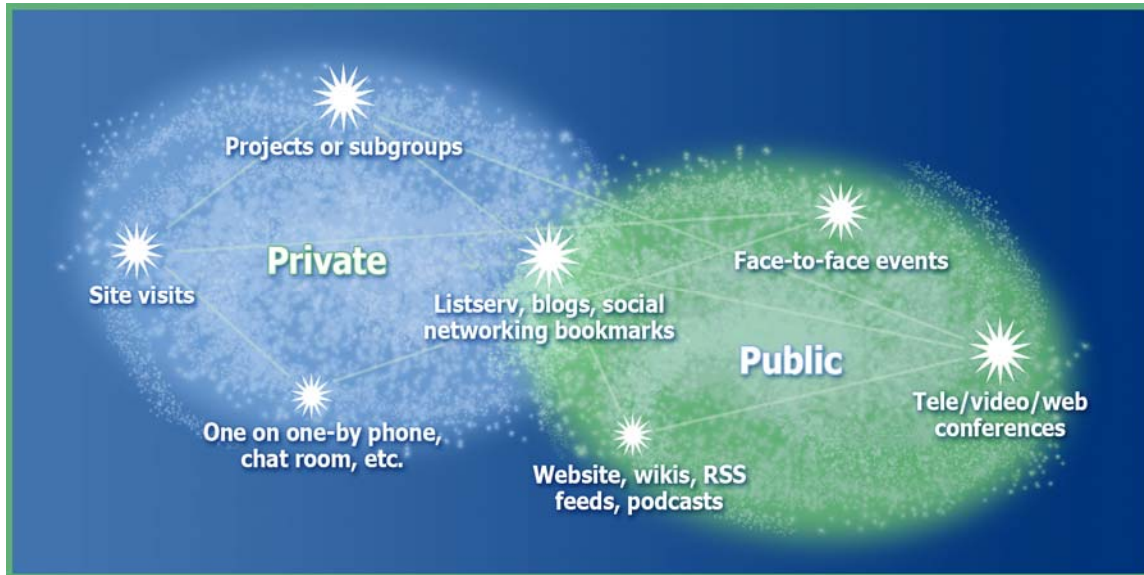 Projects or subgroups
Private
Site visits
Listserv, blogs, social
networking bookmarks
Face-to-face events
Public
One on one-by phone,
chat room, etc.
Tele/video/web
conferences
Website, wikis, RSS
feeds, podcasts